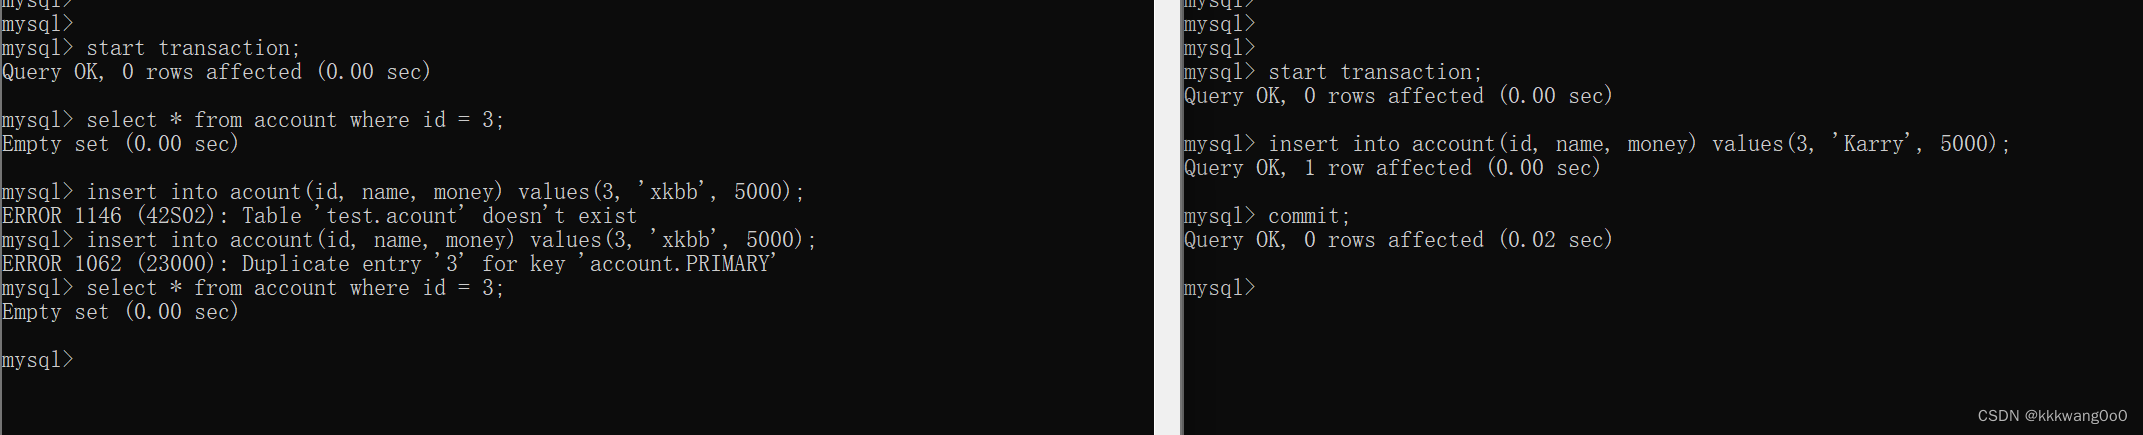 mysql>
mysql>
mysql> start transaction;
Query OK, 0 rows affected (0.00 sec)
mysql> select * from account where id = 3;
Empty set (0.00 sec)
mysql> insert into acount(id, name, money) values(3, 'xkbb', 5000);
ERROR 1146 (42S02): Table 'test.acount' doesn't exist
mysql> insert into account(id, name, money) values(3, 'xkbb', 5000);
ERROR 1062 (23000): Duplicate entry '3' for key 'account.PRIMARY'
mysql> select * from account where id = 3;
Empty set (0.00 sec)
mysql>
mysql>
mysql>
mysql>
mysql> start transaction;
Query OK, 0 rows affected (0.00 sec)
mysql> insert into account(id, name, money) values(3, 'Karry', 5000);
Query OK, 1 row affected (0.00 sec)
mysql> commit;
Query OK, 0 rows affected (0.02 sec)
mysql>
CSDN @kkkwang0o0